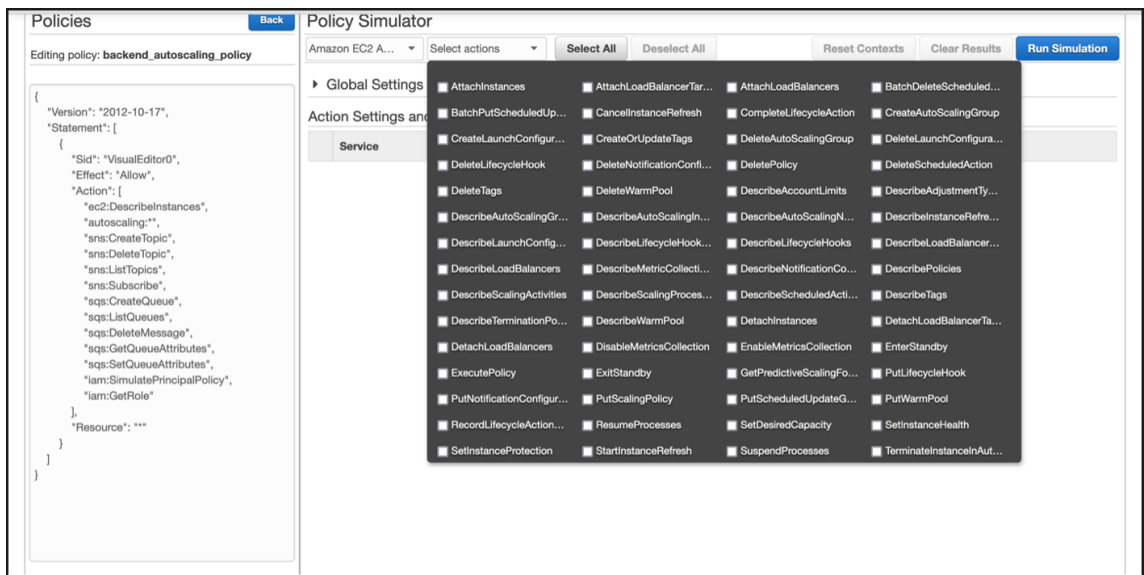 Policies
Back
Editing policy: backend_autoscaling_policy
{
"Version": "2012-10-17",
"Statement": [
{
"Sid": "VisualEditor0",
"Effect": "Allow",
"Action": [
"ec2:DescribeInstances",
"autoscaling:*",
"sns:CreateTopic",
"sns:DeleteTopic",
"sns:ListTopics",
"sns:Subscribe",
"sqs:CreateQueue",
"sqs:ListQueues",
"sqs:DeleteMessage",
"sqs:GetQueueAttributes",
"sqs:SetQueueAttributes",
"iam:SimulatePrincipalPolicy",
"iam:GetRole"
],
"Resource": "*"
}
]
}
Policy Simulator
Amazon EC2 A... Select actions Select All Deselect All Reset Contexts Clear Results Run Simulation
Global Settings
Action Settings and
Service
AttachInstances AttachLoadBalancerTar... AttachLoadBalancers BatchDeleteScheduled...
BatchPutScheduledUp... CancelInstanceRefresh CompleteLifecycleAction CreateAutoScalingGroup
CreateLaunchConfigur... CreateOrUpdateTags DeleteAutoScalingGroup DeleteLaunchConfigura...
DeleteLifecycleHook DeleteNotificationConfi... DeletePolicy DeleteScheduledAction
DeleteTags DeleteWarmPool DescribeAccountLimits DescribeAdjustmentTy...
DescribeAutoScalingGr... DescribeAutoScalingIn... DescribeAutoScalingN... DescribeInstanceRefre...
DescribeLaunchConfig... DescribeLifecycleHook... DescribeLifecycleHooks DescribeLoadBalancer...
DescribeLoadBalancers DescribeMetricCollecti... DescribeNotificationCo... DescribePolicies
DescribeScalingActivities DescribeScalingProces... DescribeScheduledActi... DescribeTags
DescribeTerminationPo... DescribeWarmPool DetachInstances DetachLoadBalancerTa...
DetachLoadBalancers DisableMetricsCollection EnableMetricsCollection EnterStandby
ExecutePolicy ExitStandby GetPredictiveScalingFo... PutLifecycleHook
PutNotificationConfigur... PutScalingPolicy PutScheduledUpdateG... PutWarmPool
RecordLifecycleAction... ResumeProcesses SetDesiredCapacity SetInstanceHealth
SetInstanceProtection StartInstanceRefresh SuspendProcesses TerminateInstanceInAut...